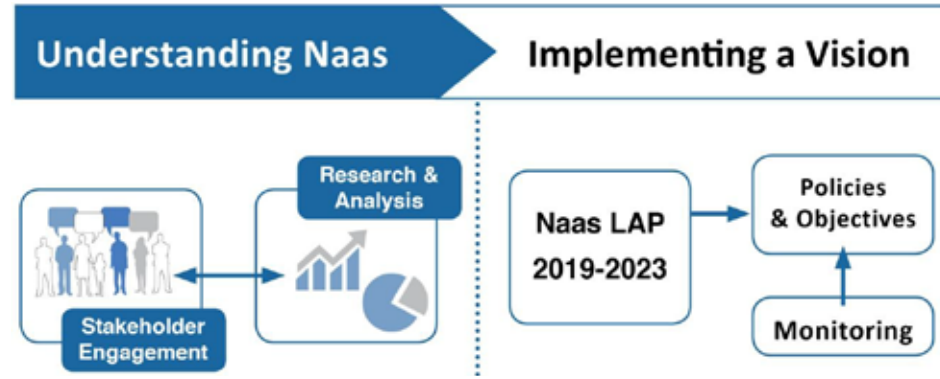 Understanding Naas
Implementing a Vision
Research &
Analysis
Stakeholder
Engagement
Naas LAP
2019-2023
Policies
& Objectives
Monitoring